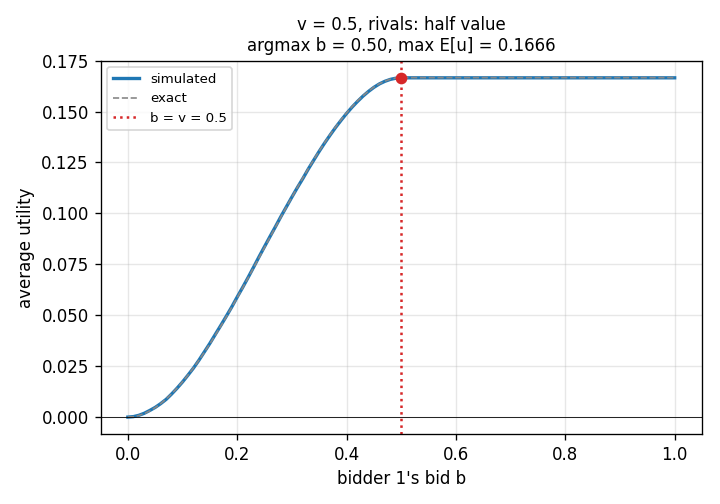 v = 0.5, rivals: half value
argmax b = 0.50, max E[u] = 0.1666
simulated
exact
b = v = 0.5
average utility
0.175
0.150
0.125
0.100
0.075
0.050
0.025
0.000
0.0 0.2 0.4 0.6 0.8 1.0
bidder 1's bid b